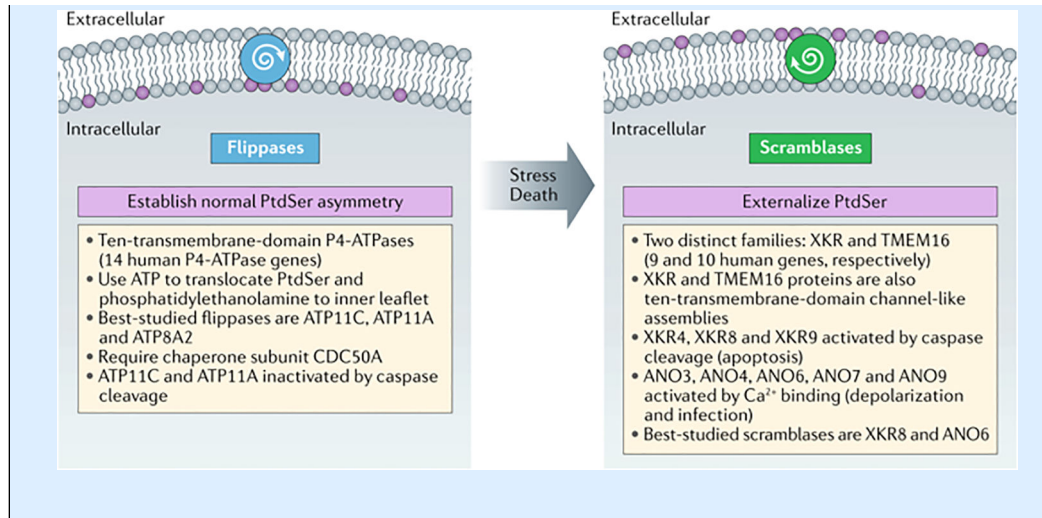 Extracellular
Intracellular
Flippases
Establish normal PtdSer asymmetry
• Ten-transmembrane-domain P4-ATPases
(14 human P4-ATPase genes)
• Use ATP to translocate PtdSer and
phosphatidylethanolamine to inner leaflet
• Best-studied flippases are ATP11C, ATP11A
and ATP8A2
• Require chaperone subunit CDC50A
• ATP11C and ATP11A inactivated by caspase
cleavage
Stress
Death
Extracellular
Intracellular
Scramblases
Externalize PtdSer
• Two distinct families: XKR and TMEM16
(9 and 10 human genes, respectively)
• XKR and TMEM16 proteins are also
ten-transmembrane-domain channel-like
assemblies
• XKR4, XKR8 and XKR9 activated by caspase
cleavage (apoptosis)
• ANO3, ANO4, ANO6, ANO7 and ANO9
activated by Ca²⁺ binding (depolarization
and infection)
• Best-studied scramblases are XKR8 and ANO6